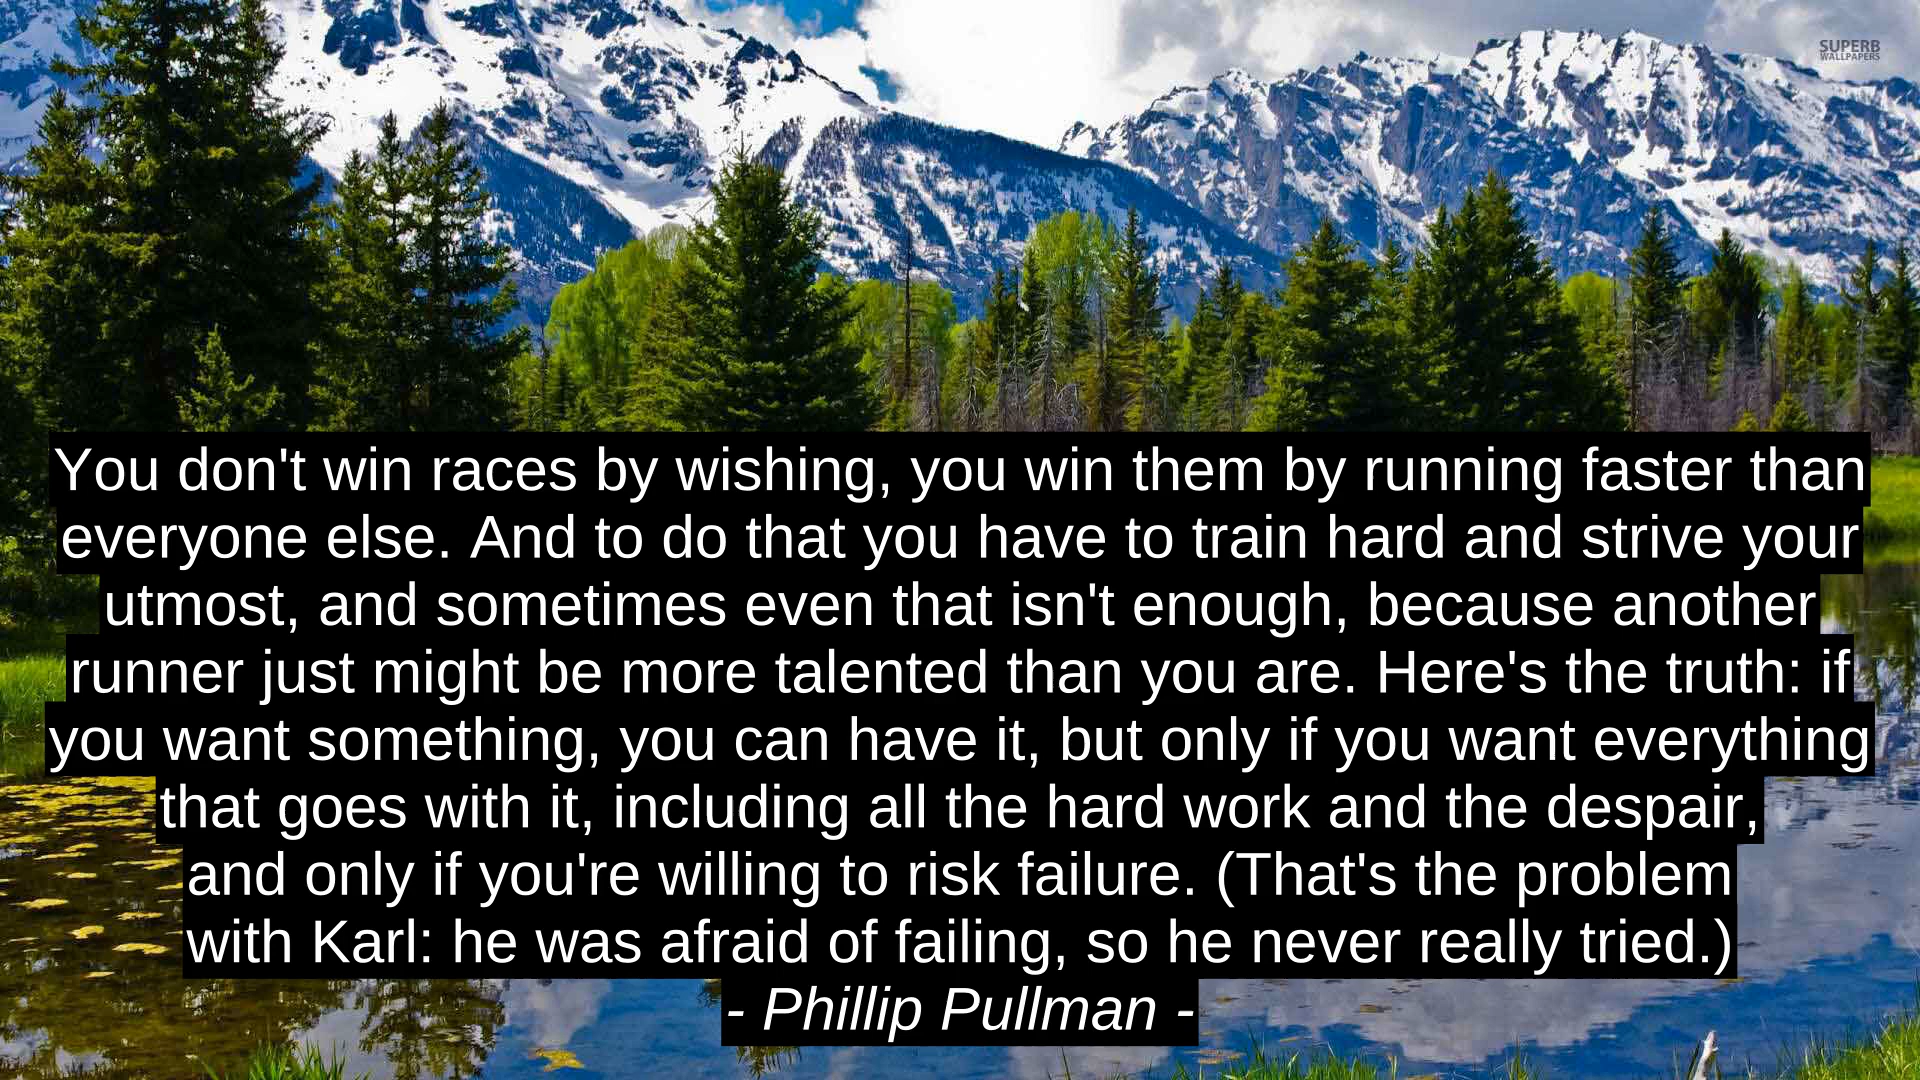 SUPERB
WALLPAPERS
You don't win races by wishing, you win them by running faster than
everyone else. And to do that you have to train hard and strive your
utmost, and sometimes even that isn't enough, because another
runner just might be more talented than you are. Here's the truth: if
you want something, you can have it, but only if you want everything
that goes with it, including all the hard work and the despair,
and only if you're willing to risk failure. (That's the problem
with Karl: he was afraid of failing, so he never really tried.)
- Phillip Pullman -